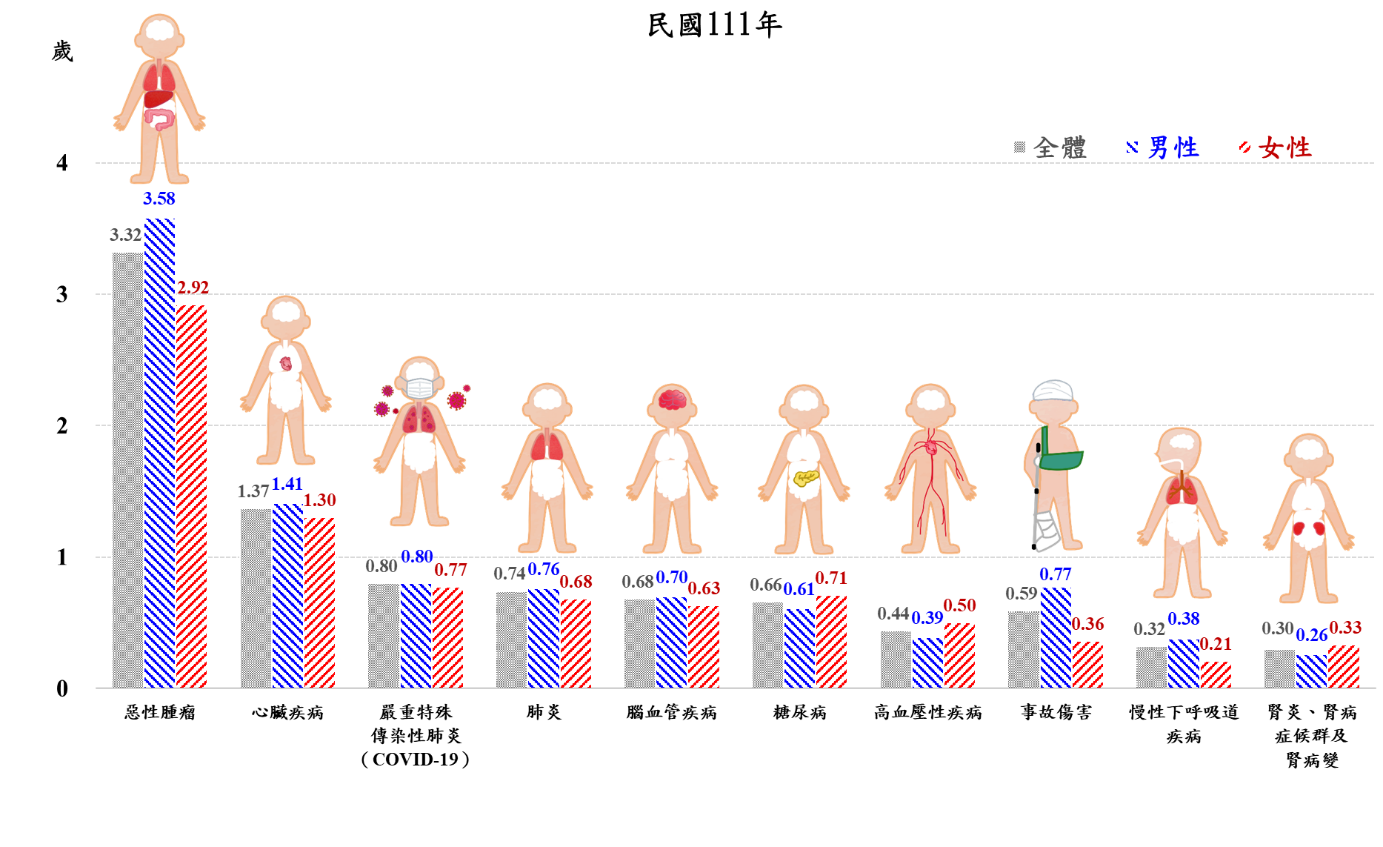 民國111年
歲
全體 男性 女性
4
3
2
1
0
3.32 3.58 2.92
1.37 1.41 1.30
0.80 0.80 0.77
0.74 0.76 0.68
0.68 0.70 0.63
0.66 0.61 0.71
0.44 0.39 0.50
0.59 0.77 0.36
0.32 0.38 0.21
0.30 0.26 0.33
惡性腫瘤
心臟疾病
嚴重特殊
傳染性肺炎
（COVID-19）
肺炎
腦血管疾病
糖尿病
高血壓性疾病
事故傷害
慢性下呼吸道
疾病
腎炎、腎病
症候群及
腎病變